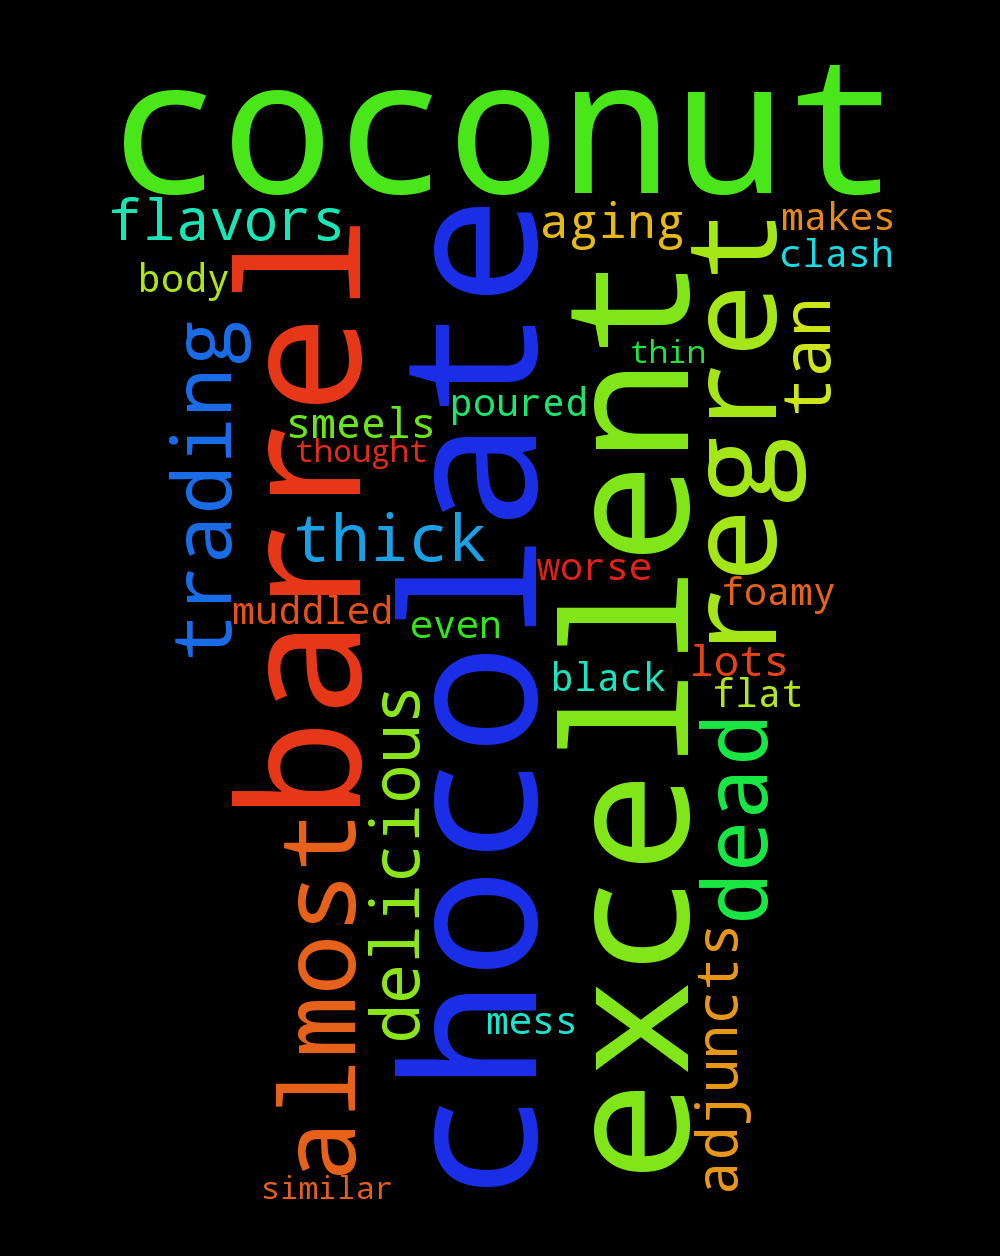 coconut
flavors
aging
makes
clash
body
barrel
chocolate
excellent
regret
tan
trading
thin
poured
smeels
thought
thick
worse
foamy
muddled
even
lots
black
flat
delicious
dead
almost
adjuncts
mess
similar